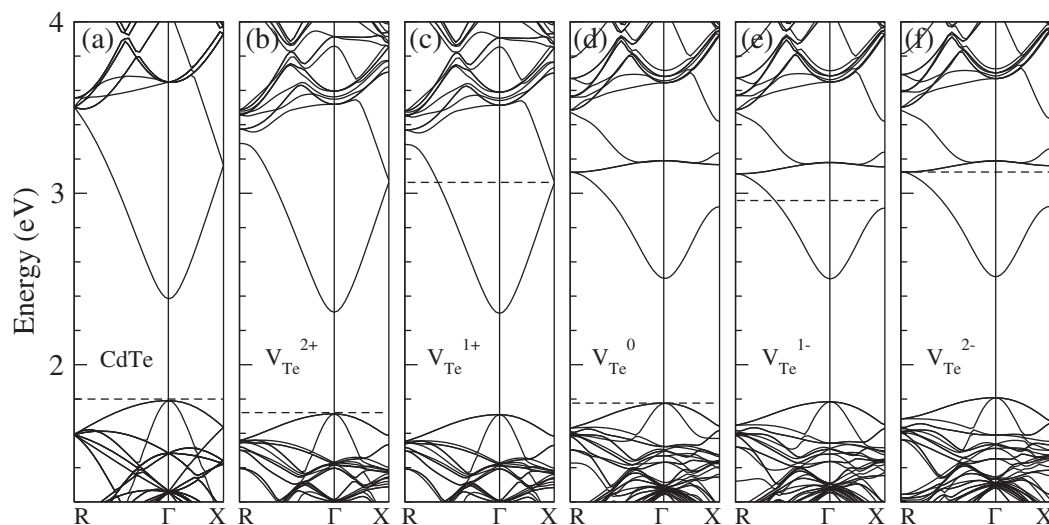 4
(a)
(b)
(c)
(d)
(e)
(f)
3
Energy (eV)
2
CdTe
V_Te^2+
V_Te^1+
V_Te^0
V_Te^1-
V_Te^2-
R Γ X R Γ X R Γ X R Γ X R Γ X R Γ X